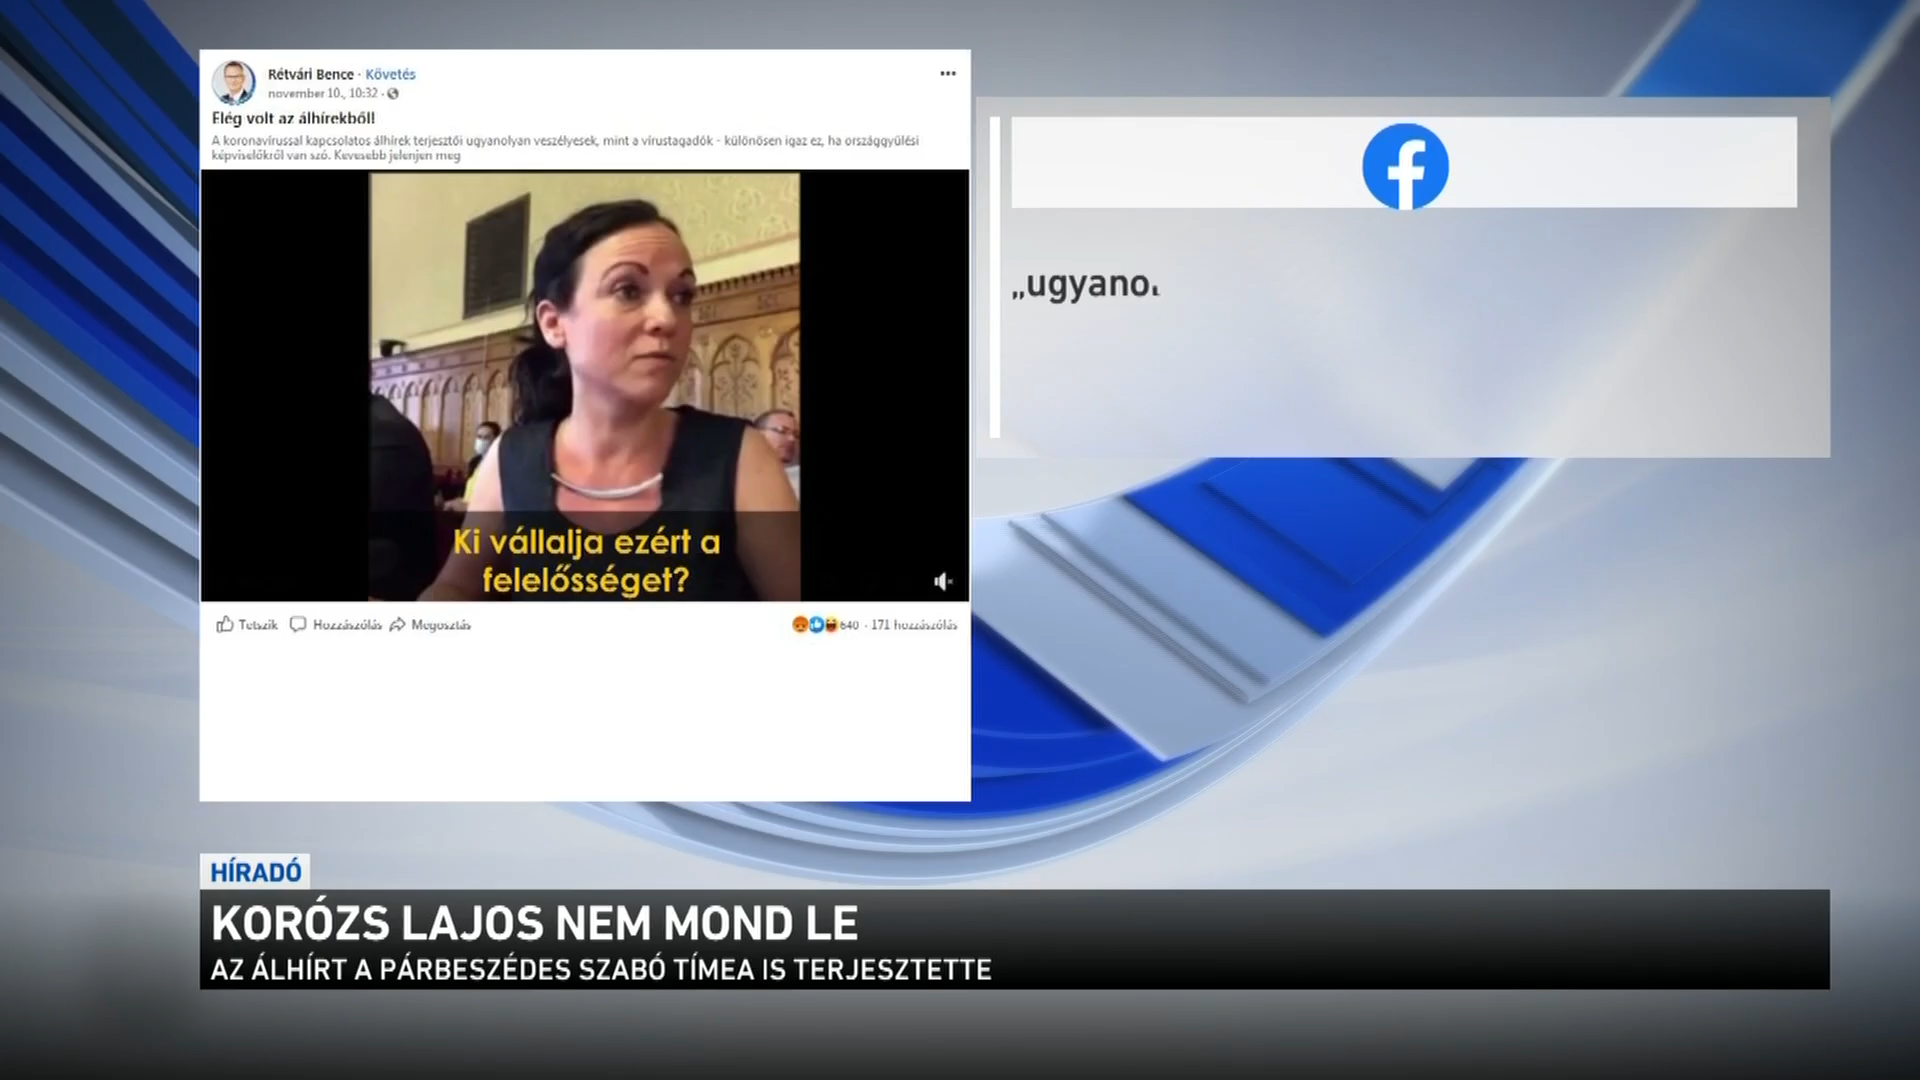 Rétvári Bence · Követés
november 10., 10:32 ·
Elég volt az álhírekből!
A koronavírussal kapcsolatos álhírek terjesztői ugyanolyan veszélyesek, mint a vírustagadók - különösen igaz ez, ha országgyűlési
képviselőkről van szó. Kevesebb jelenjen meg
Ki vállalja ezért a
felelősséget?
Tetszik Hozzászólás Megosztás 640 · 171 hozzászólás
„ugyano
HÍRADÓ
KORÓZS LAJOS NEM MOND LE
AZ ÁLHÍRT A PÁRBESZÉDES SZABÓ TÍMEA IS TERJESZTETTE